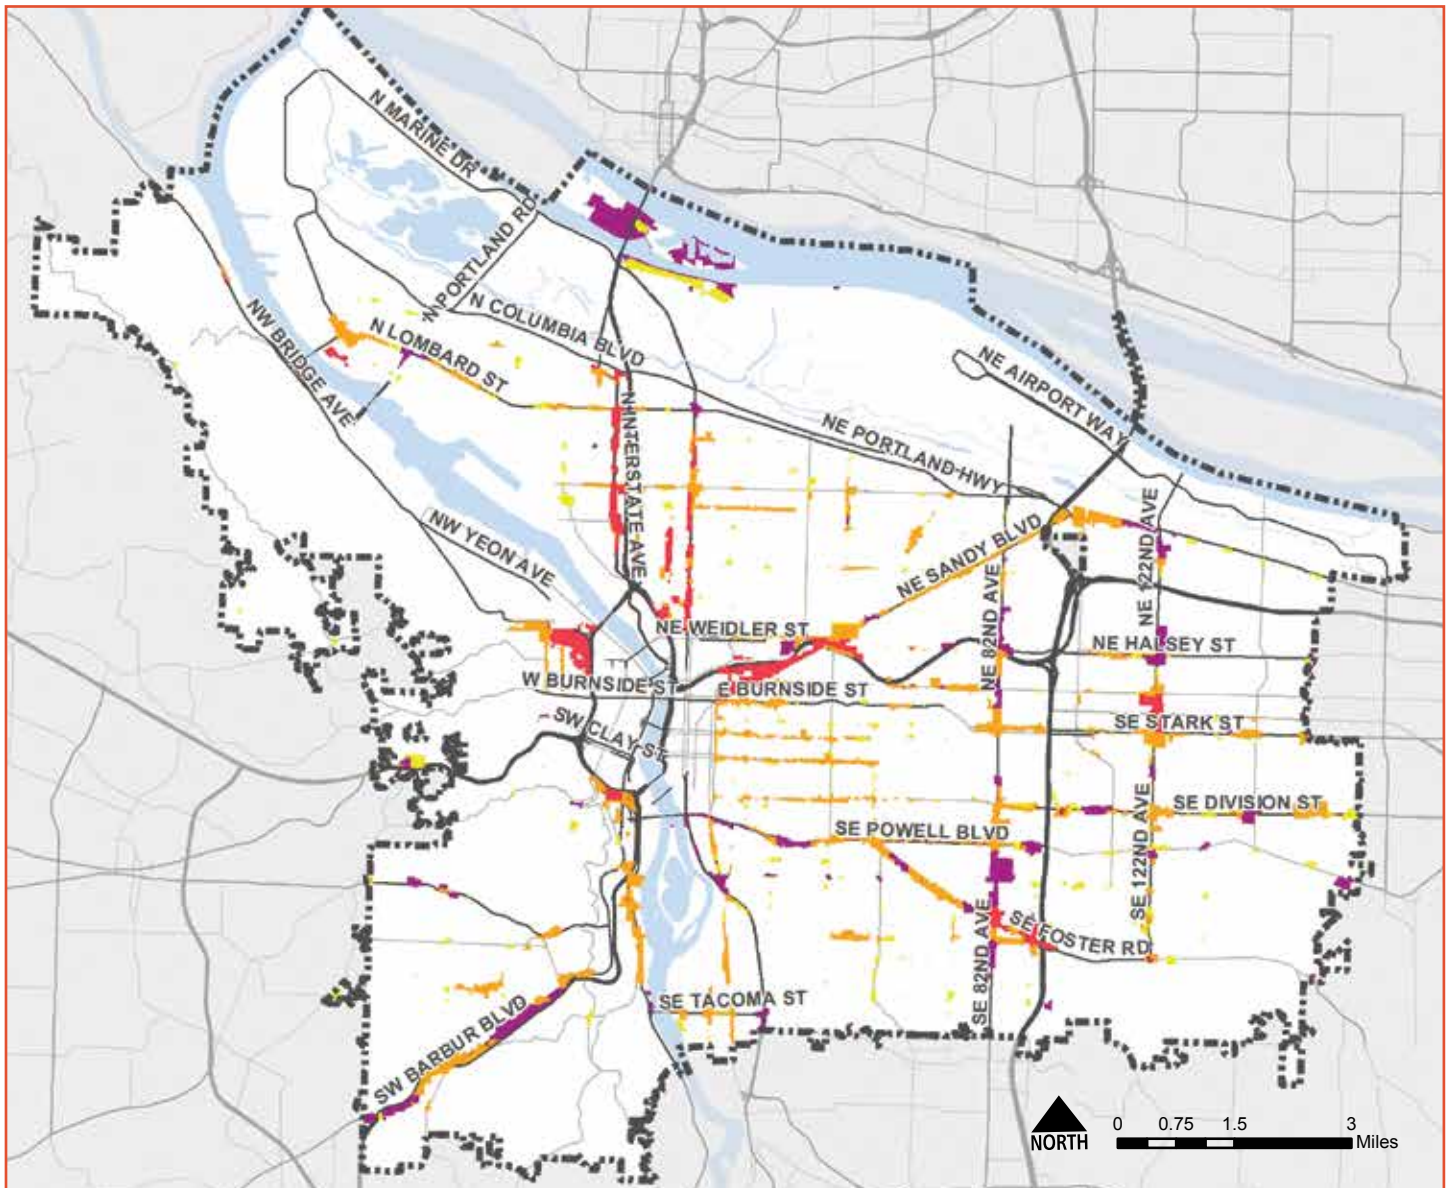 N MARINE DR
N PORTLAND RD
N COLUMBIA BLVD
N LOMBARD ST
NW BRIDGE AVE
NE AIRPORT WAY
N INTERSTATE AVE
NE PORTLAND HWY
NW YEON AVE
NE SANDY BLVD
NE 122ND AVE
NE 82ND AVE
NE WEIDLER ST
NE HALSEY ST
W BURNSIDE ST
E BURNSIDE ST
SW CLAY ST
SE STARK ST
SE DIVISION ST
SE POWELL BLVD
SE 122ND AVE
SE FOSTER RD
SE 82ND AVE
SE TACOMA ST
SW BARBUR BLVD
NORTH
0 0.75 1.5 3
Miles